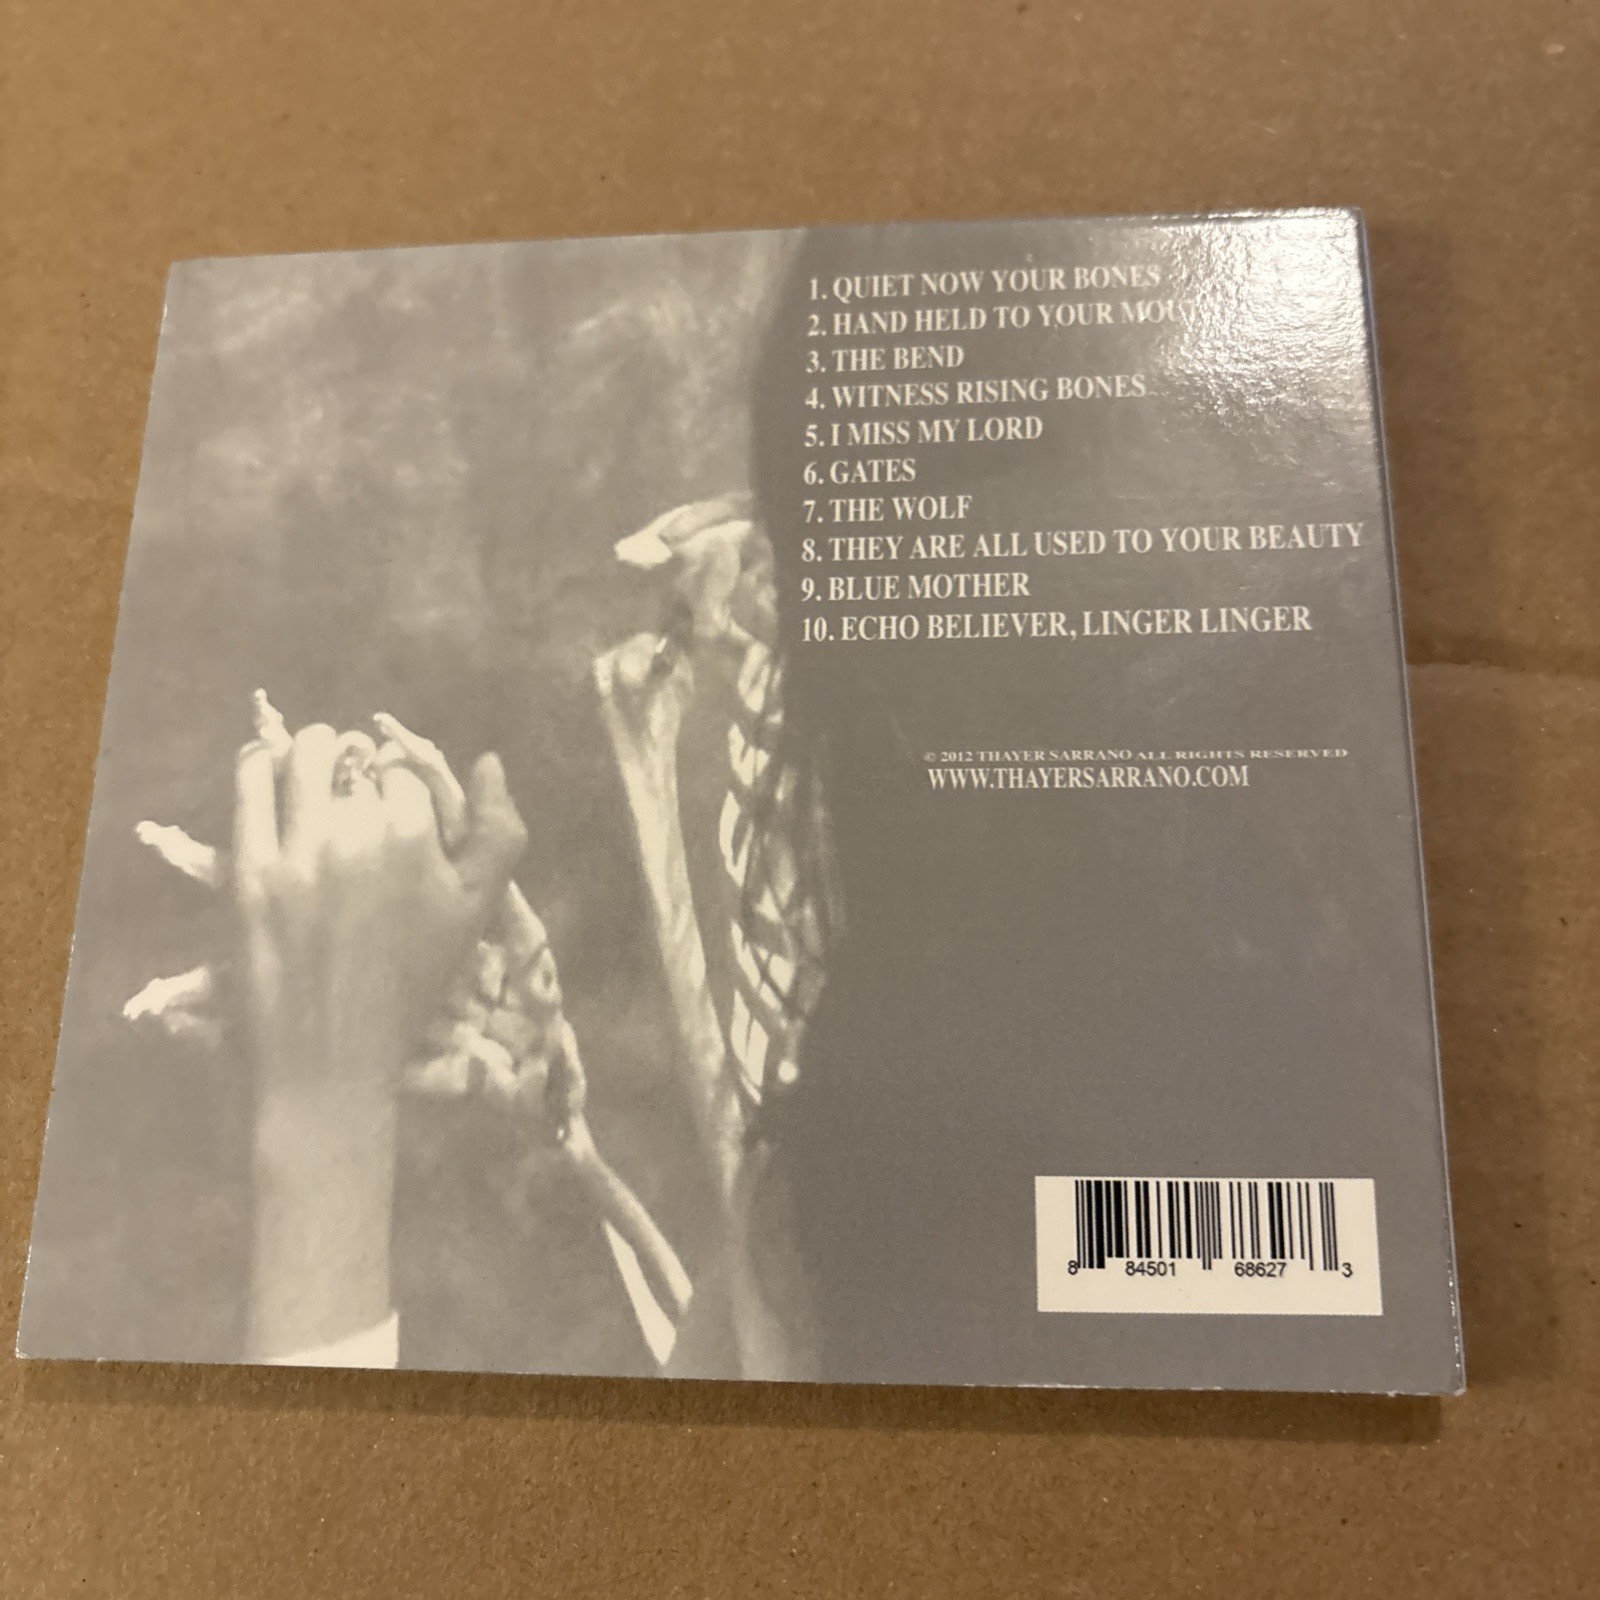 1. QUIET NOW YOUR BONES
2. HAND HELD TO YOUR
3. THE BEND
4. WITNESS RISING BONES
5. I MISS MY LORD
6. GATES
7. THE WOLF
8. THEY ARE ALL USED TO YOUR BEAUTY
9. BLUE MOTHER
10. ECHO BELIEVER, LINGER LINGER
© 2012 THAYER SARRANO ALL RIGHTS RESERVED
WWW.THAYERSARRANO.COM
8 84501 68627 3